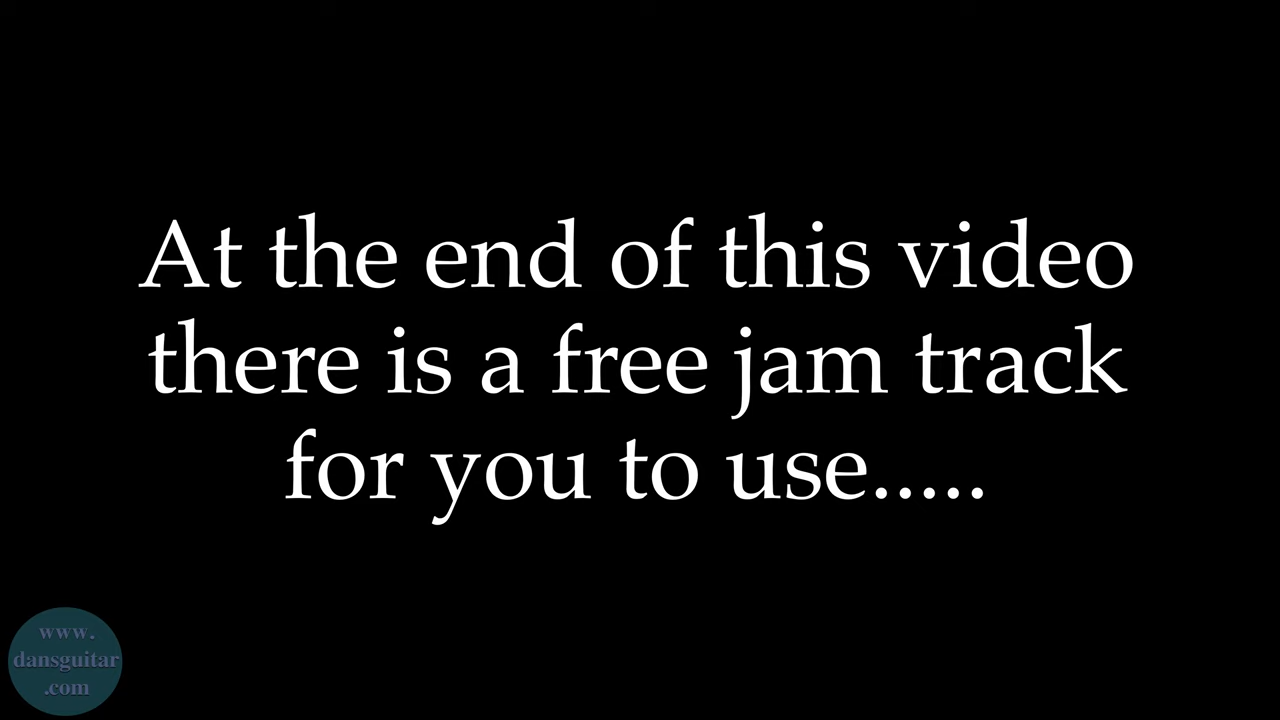 At the end of this video
there is a free jam track
for you to use.....
www.
dansguitar
.com